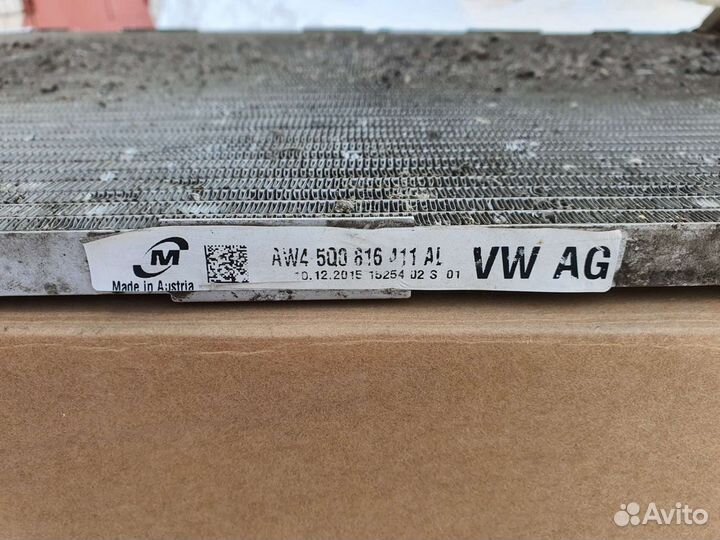 M
Made in Austria
AW4 5Q0 816 411 AL
10.12.2015 15254 02 S 01
VW AG
Avito